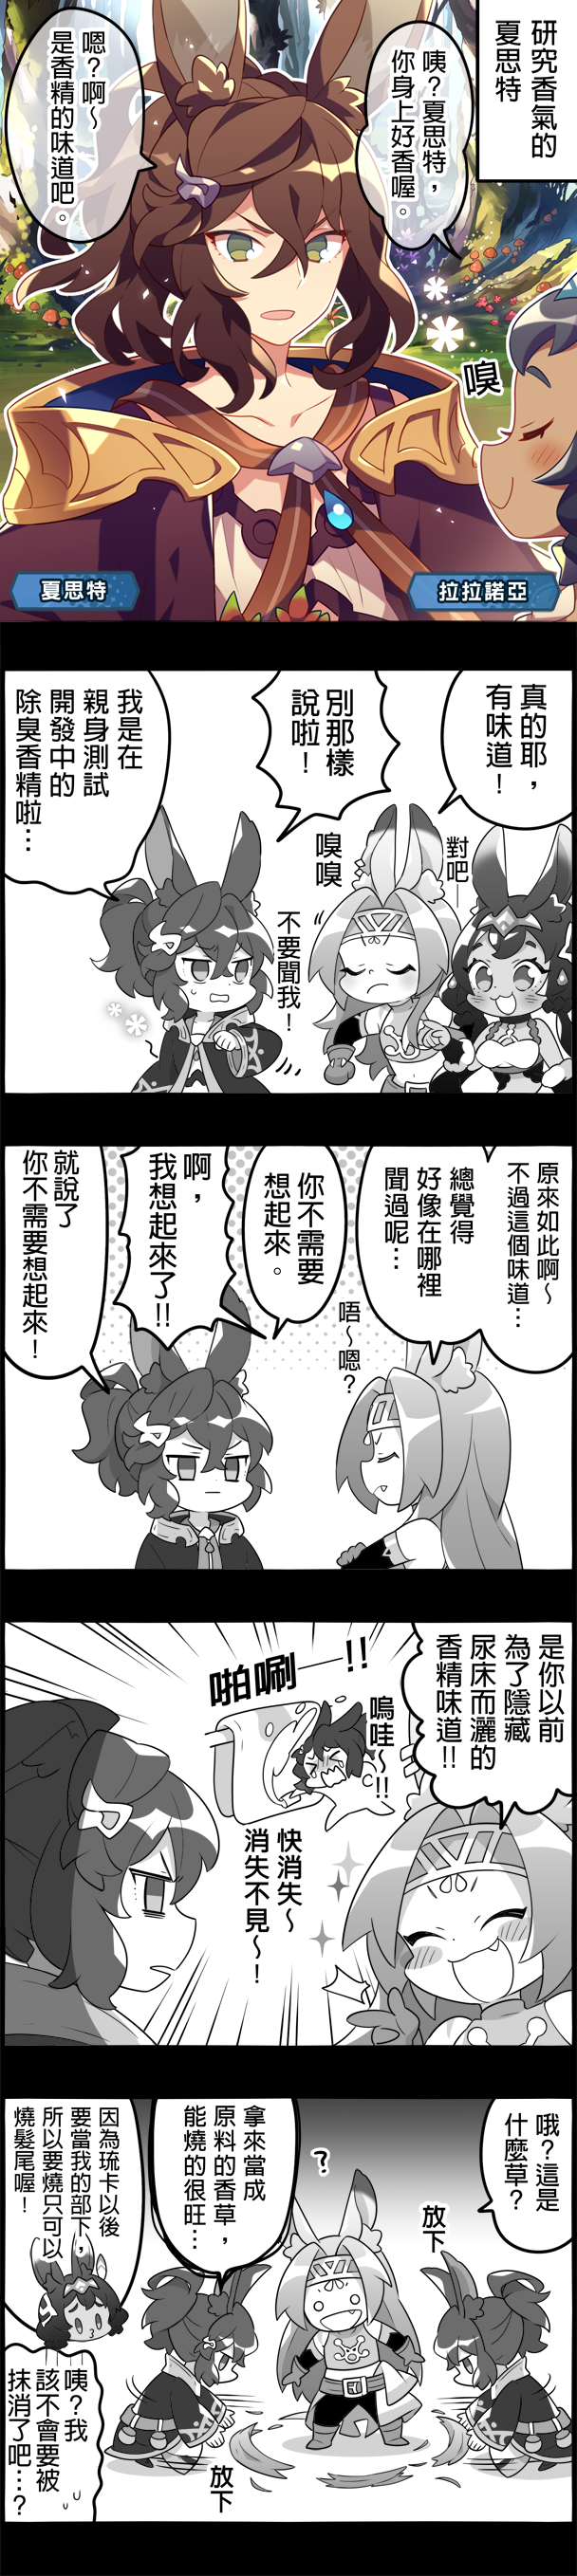 研究香氣的
夏思特
咦？夏思特，
你身上好香喔。
嗯？啊～
是香精的味道吧。
嗅
夏思特
拉拉諾亞
真的耶，
有味道！
對吧──
嗅嗅
別那樣
說啦！
不要聞我！
我是在
親身測試
開發中的
除臭香精啦…
原來如此啊～
不過這個味道…
總覺得
好像在哪裡
聞過呢…
唔～嗯？
你不需要
想起來。
啊，
我想起來了!!
就說了
你不需要想起來！
是你以前
為了隱藏
尿床而灑的
香精味道!!
啪唰──!!
嗚哇～!!
快消失～
消失不見～！
哦？這是
什麼草？
放下
？
拿來當成
原料的香草，
能燒的很旺…
放下
因為琉卡以後
要當我的部下，
所以要燒只可以
燒髮尾喔！
咦？我
該不會要被
抹消了吧…？